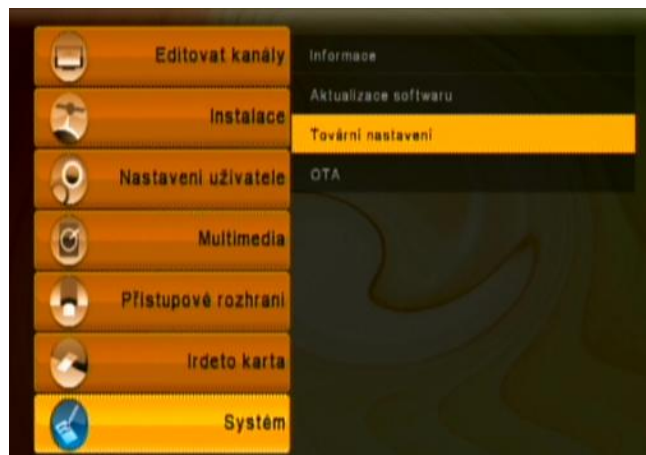 Editovat kanály
Instalace
Nastavení uživatele
Multimedia
Přístupové rozhraní
Irdeto karta
Systém
Informace
Aktualizace softwaru
Tovární nastavení
OTA